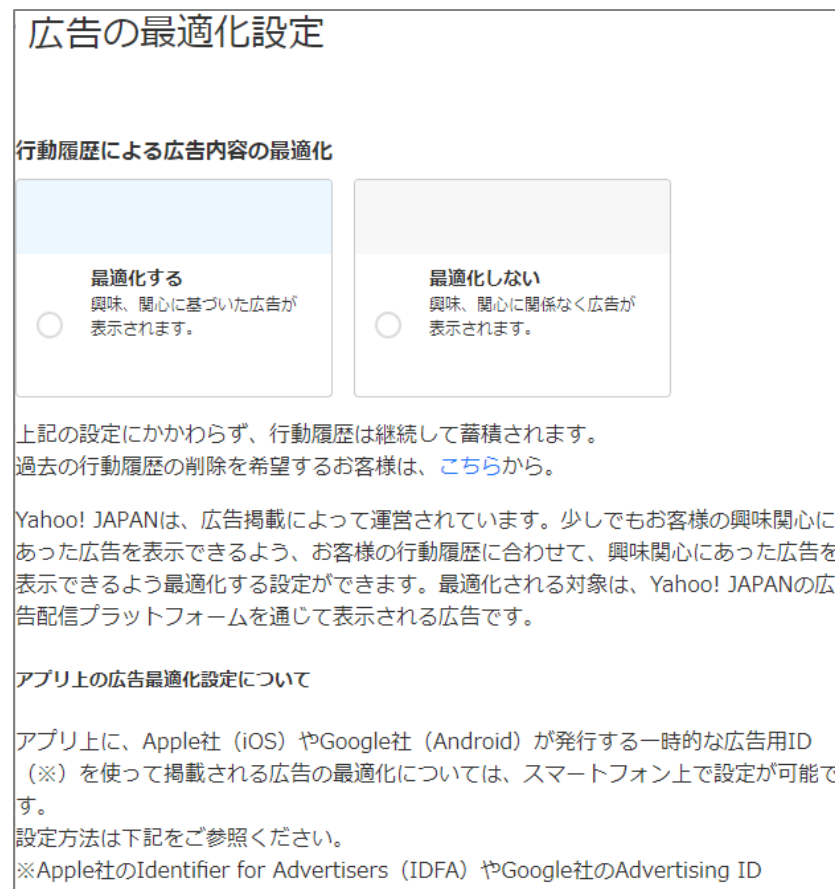 広告の最適化設定
行動履歴による広告内容の最適化
最適化する
興味、関心に基づいた広告が
表示されます。
最適化しない
興味、関心に関係なく広告が
表示されます。
上記の設定にかかわらず、行動履歴は継続して蓄積されます。
過去の行動履歴の削除を希望するお客様は、こちらから。
Yahoo! JAPANは、広告掲載によって運営されています。少しでもお客様の興味関心に
あった広告を表示できるよう、お客様の行動履歴に合わせて、興味関心にあった広告を
表示できるよう最適化する設定ができます。最適化される対象は、Yahoo! JAPANの広
告配信プラットフォームを通じて表示される広告です。
アプリ上の広告最適化設定について
アプリ上に、Apple社（iOS）やGoogle社（Android）が発行する一時的な広告用ID
（※）を使って掲載される広告の最適化については、スマートフォン上で設定が可能で
す。
設定方法は下記をご参照ください。
※Apple社のIdentifier for Advertisers（IDFA）やGoogle社のAdvertising ID